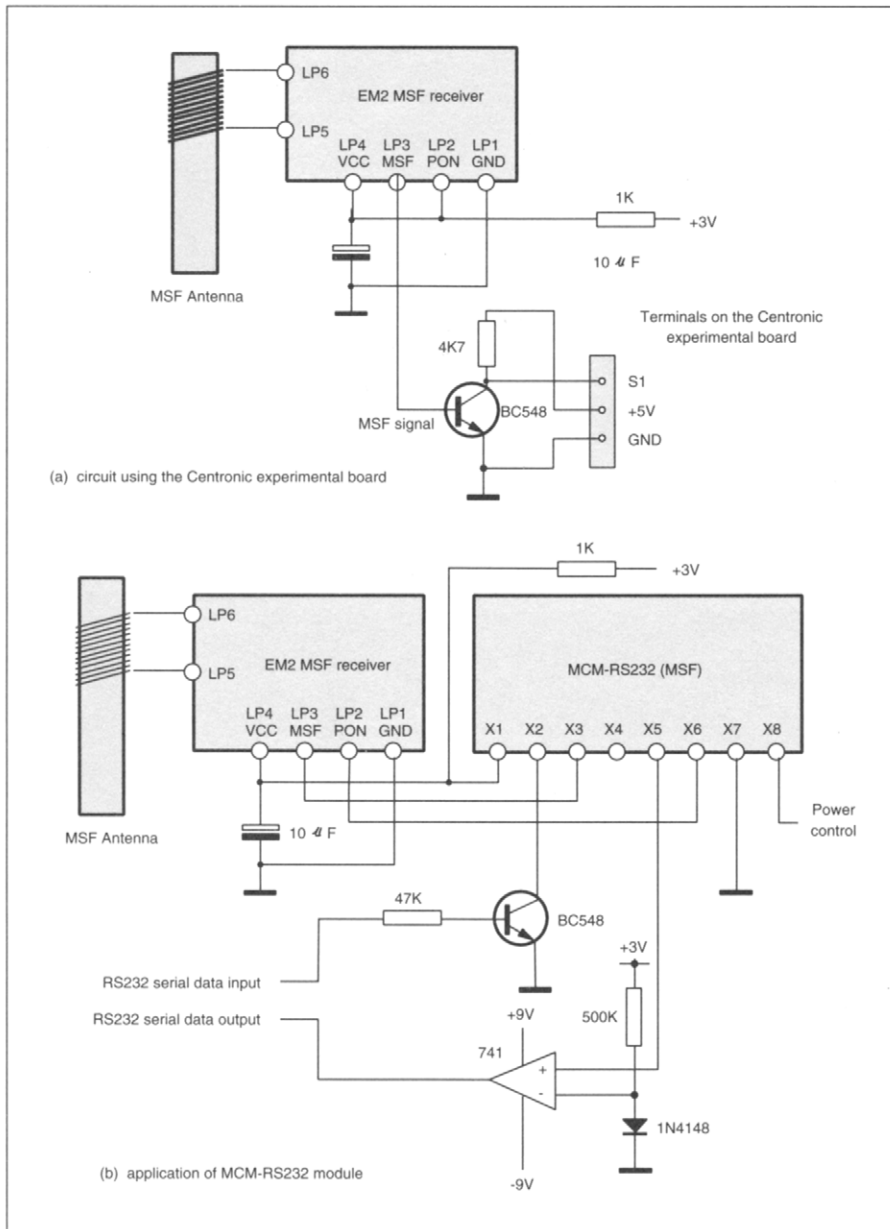 LP6
EM2 MSF receiver
LP5
LP4 LP3 LP2 LP1
VCC MSF PON GND
1K
+3V
10 µ F
MSF Antenna
Terminals on the Centronic
experimental board
4K7
S1
BC548
+5V
MSF signal
GND
(a) circuit using the Centronic experimental board
1K
+3V
LP6
EM2 MSF receiver
MCM-RS232 (MSF)
LP5
LP4 LP3 LP2 LP1
VCC MSF PON GND
X1 X2 X3 X4 X5 X6 X7 X8
Power
control
10 µ F
MSF Antenna
47K
BC548
+3V
RS232 serial data input
RS232 serial data output
+9V
500K
741
+
-
1N4148
-9V
(b) application of MCM-RS232 module